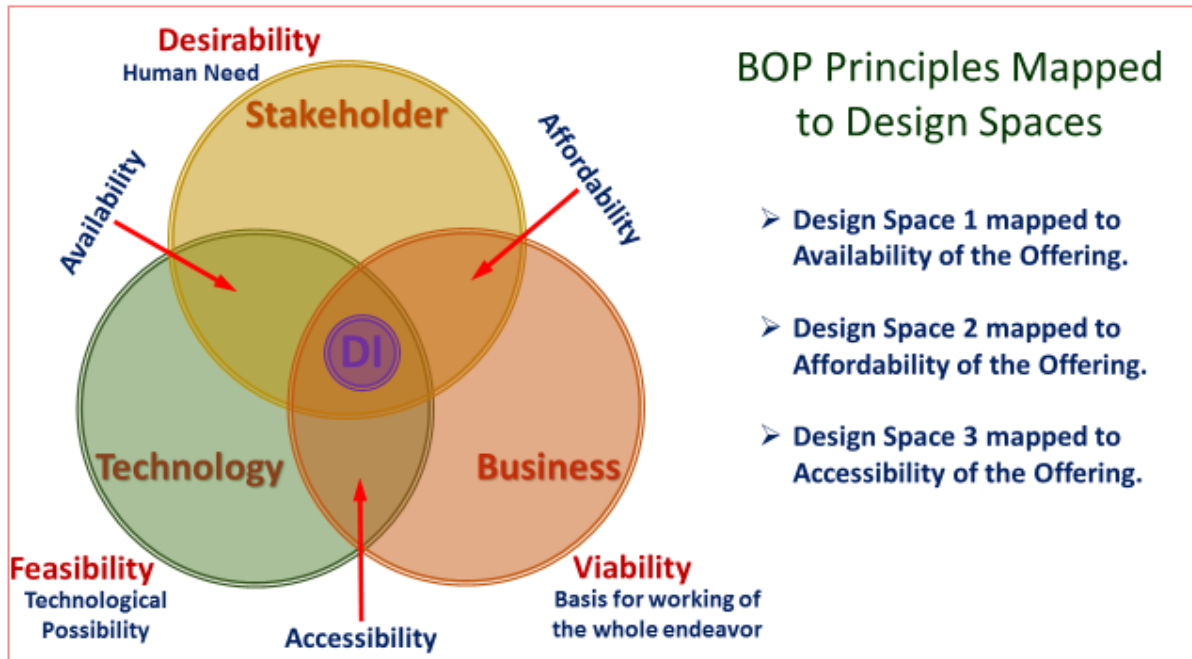 Desirability
Human Need
Stakeholder
Availability
Affordability
DI
Technology
Business
Feasibility
Technological
Possibility
Accessibility
Viability
Basis for working of
the whole endeavor
BOP Principles Mapped
to Design Spaces
➢ Design Space 1 mapped to
Availability of the Offering.
➢ Design Space 2 mapped to
Affordability of the Offering.
➢ Design Space 3 mapped to
Accessibility of the Offering.